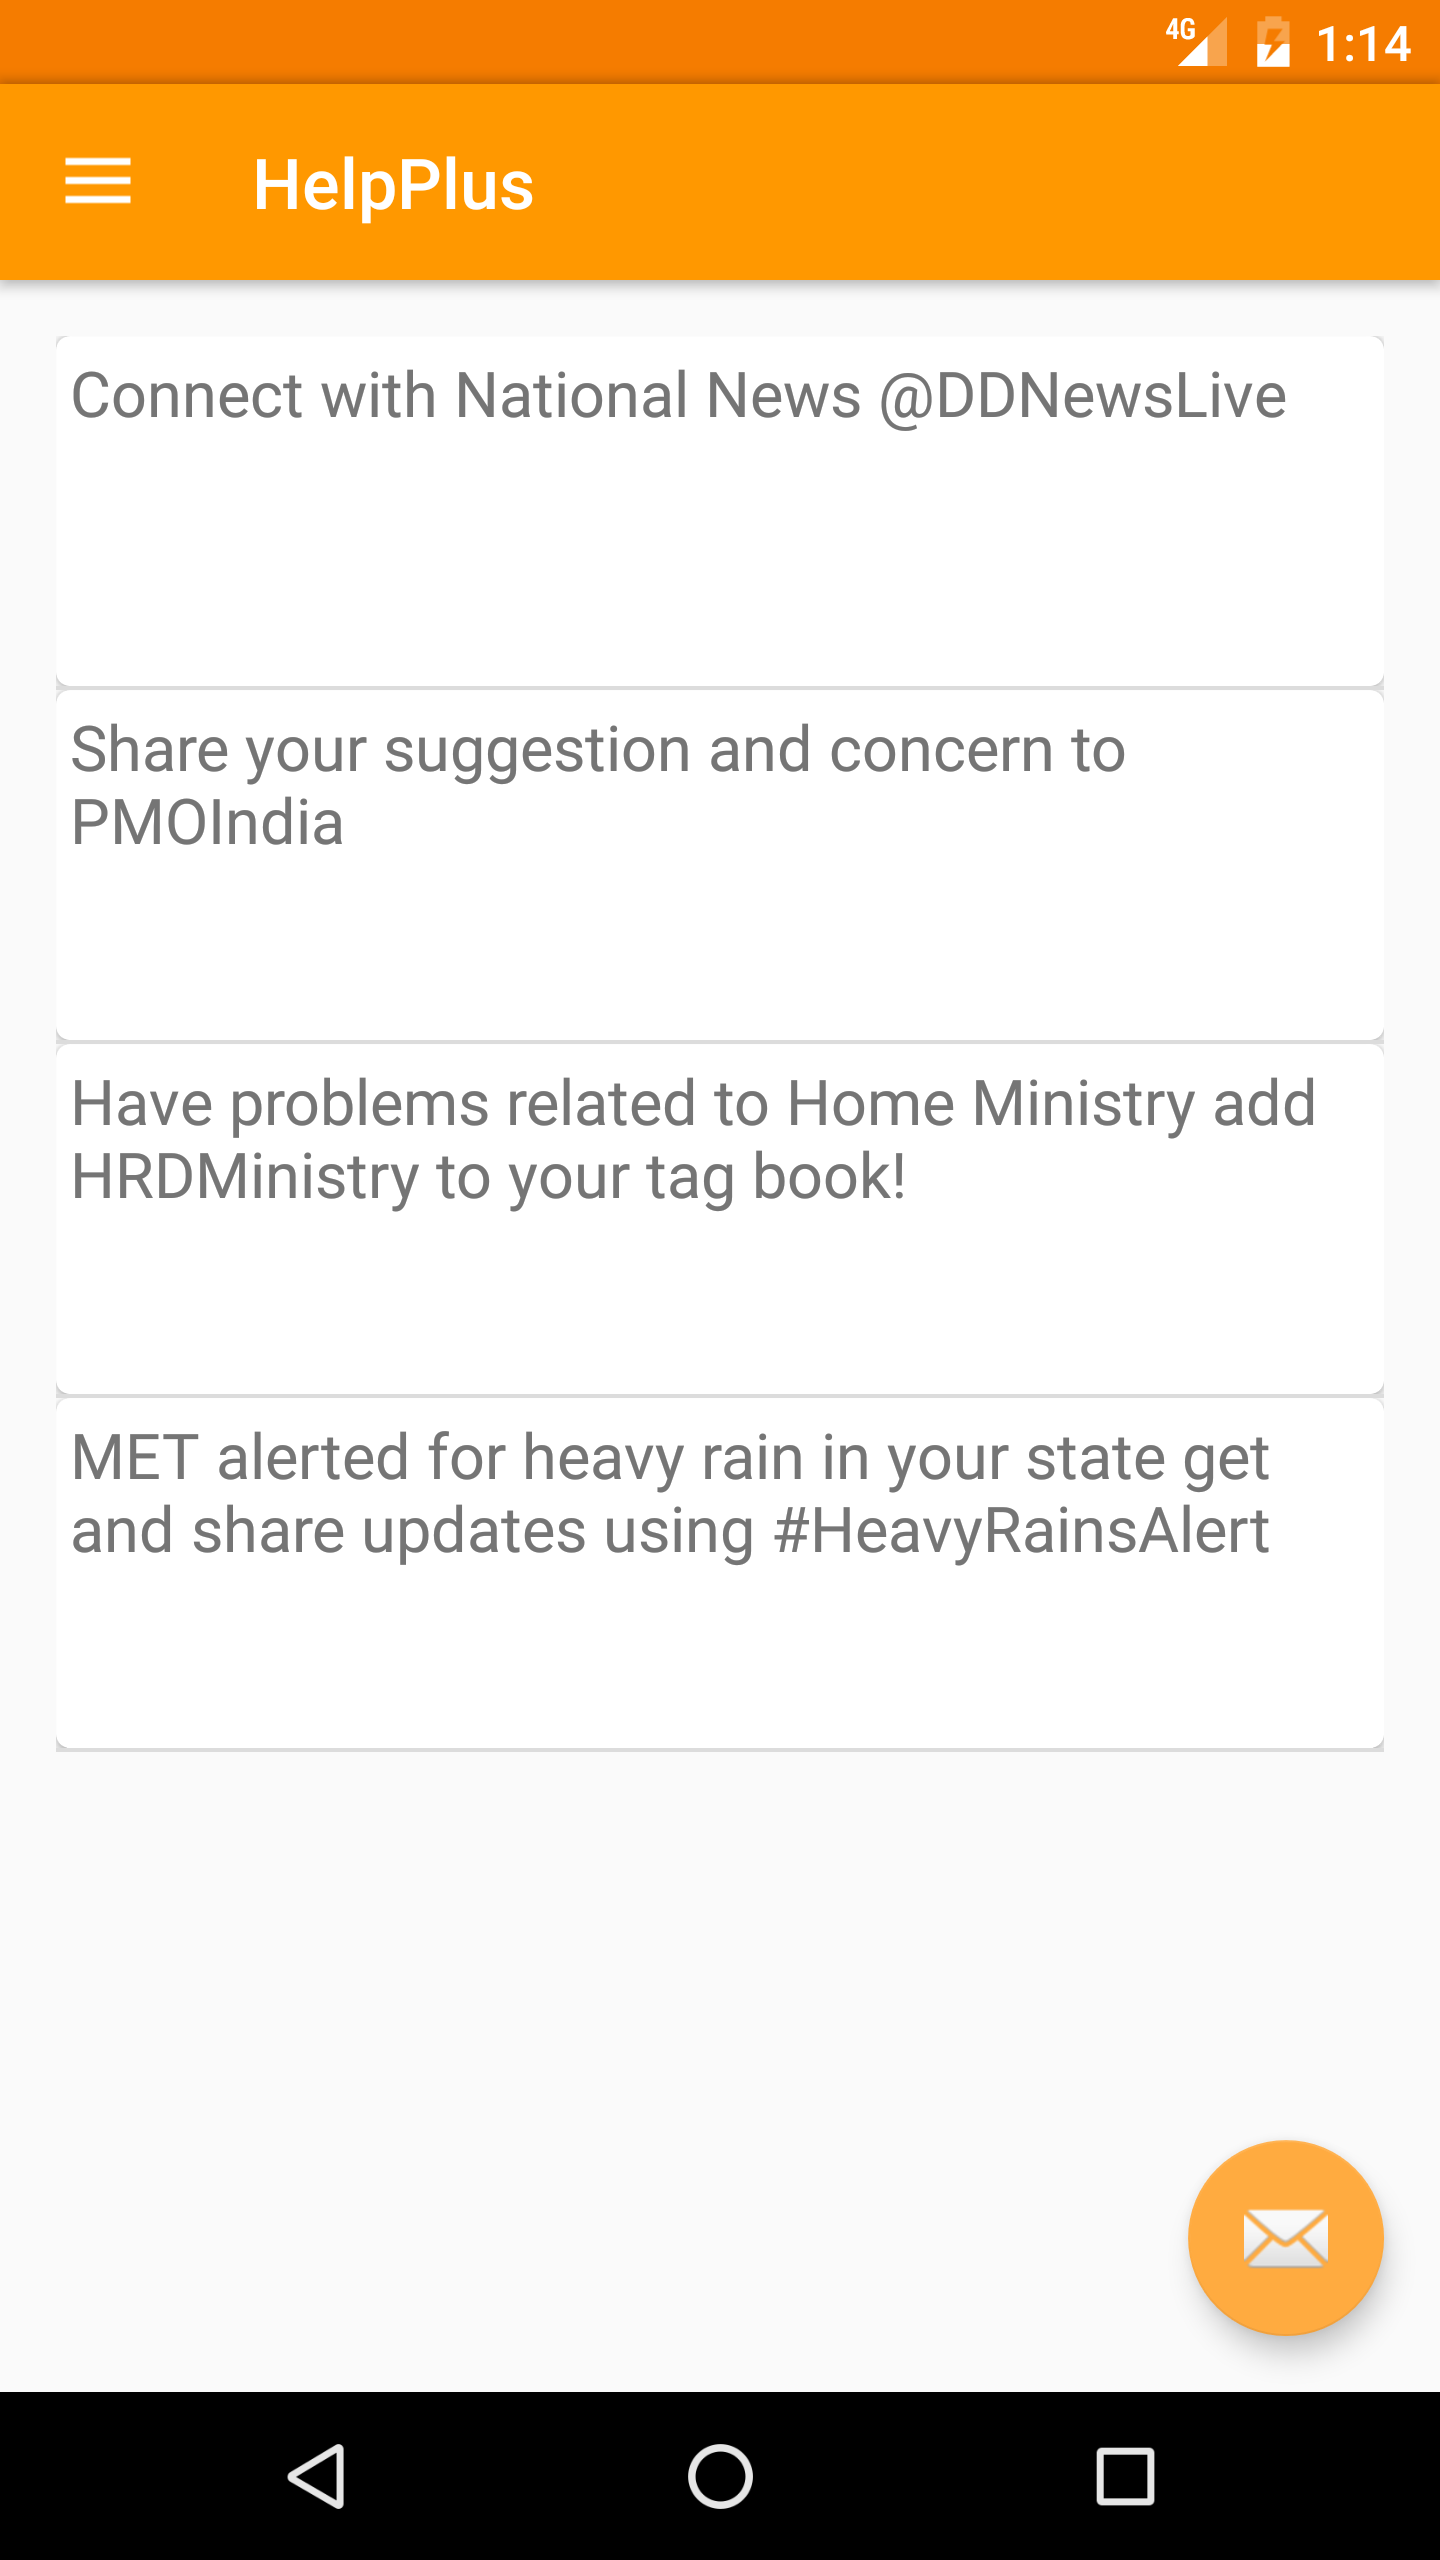 4G 1:14
HelpPlus
Connect with National News @DDNewsLive
Share your suggestion and concern to
PMOIndia
Have problems related to Home Ministry add
HRDMinistry to your tag book!
MET alerted for heavy rain in your state get
and share updates using #HeavyRainsAlert